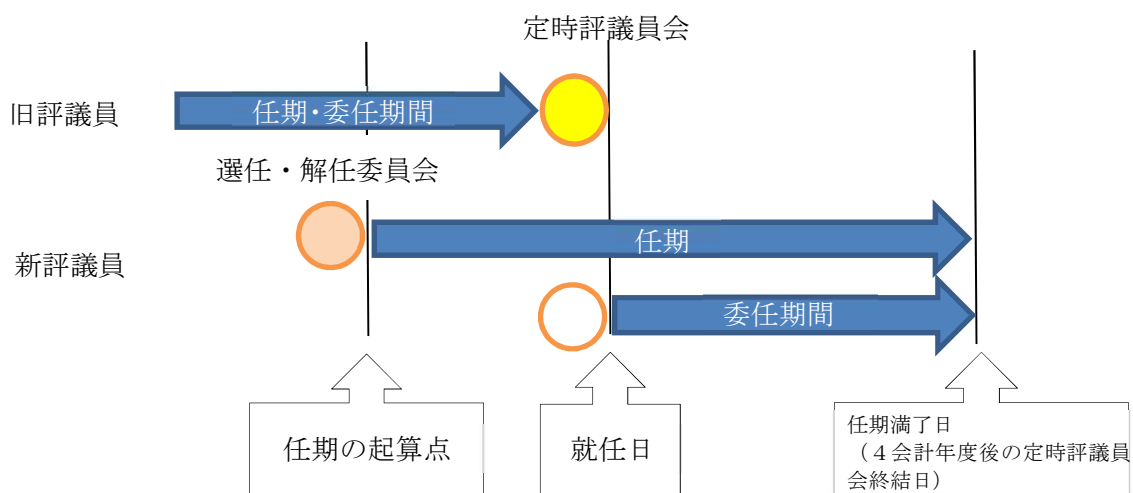 定時評議員会
旧評議員
任期・委任期間
選任・解任委員会
新評議員
任期
委任期間
任期の起算点
就任日
任期満了日
（４会計年度後の定時評議員
会終結日）